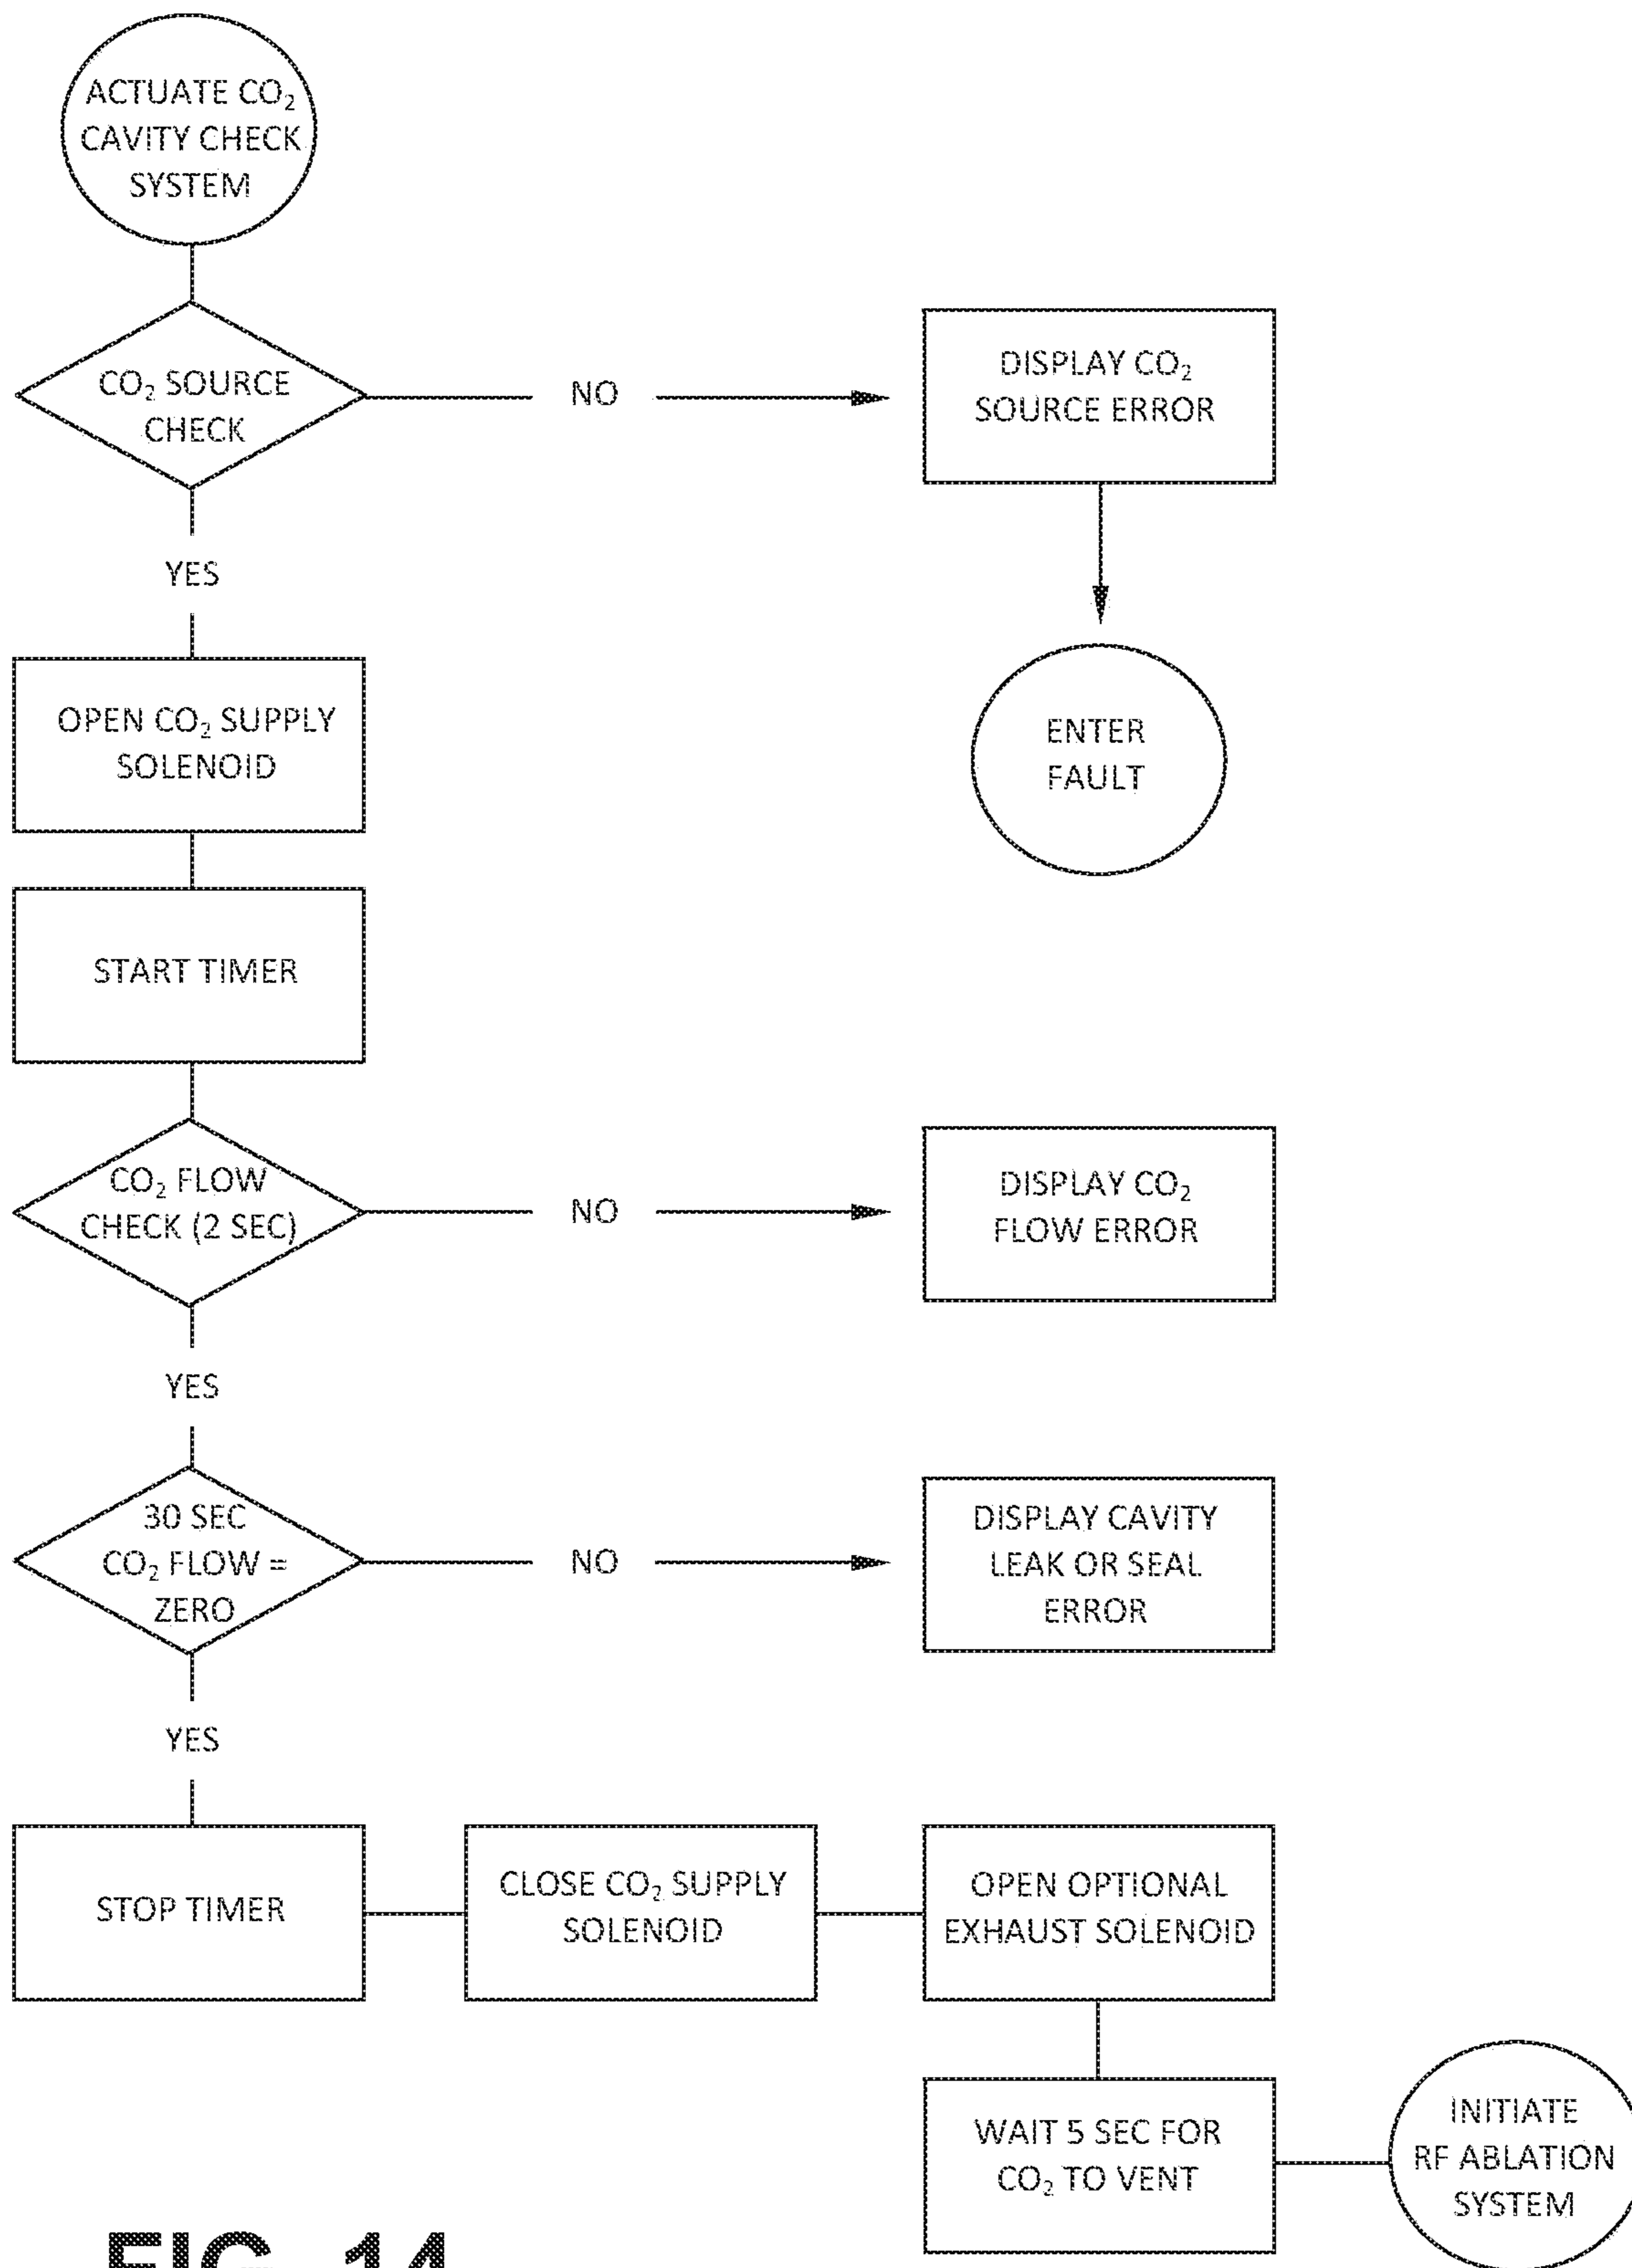 ACTUATE CO₂
CAVITY CHECK
SYSTEM
CO₂ SOURCE
CHECK
NO
DISPLAY CO₂
SOURCE ERROR
YES
ENTER
FAULT
OPEN CO₂ SUPPLY
SOLENOID
START TIMER
CO₂ FLOW
CHECK (2 SEC)
NO
DISPLAY CO₂
FLOW ERROR
YES
30 SEC
CO₂ FLOW =
ZERO
NO
DISPLAY CAVITY
LEAK OR SEAL
ERROR
YES
STOP TIMER
CLOSE CO₂ SUPPLY
SOLENOID
OPEN OPTIONAL
EXHAUST SOLENOID
WAIT 5 SEC FOR
CO₂ TO VENT
INITIATE
RF ABLATION
SYSTEM
FIG. 14